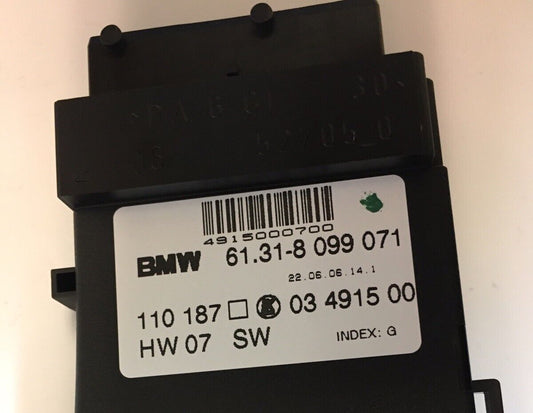 4915000700
BMW 61.31-8 099 071
22.06.06.14.1
110 187 □ 03 4915 00
HW 07 SW INDEX: G